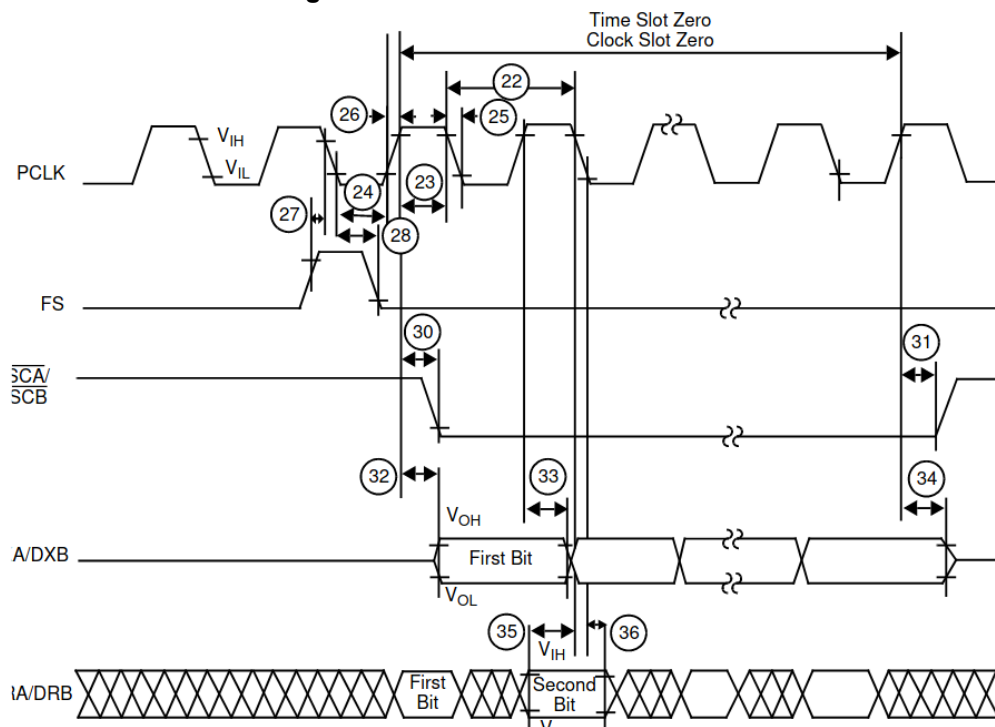 Time Slot Zero
Clock Slot Zero
22
26
25
VIH
VIL
PCLK
24
23
27
28
FS
30
31
SCA/
SCB
32
33
34
VOH
A/DXB
First Bit
VOL
35
36
VIH
A/DRB
First
Bit
Second
Bit